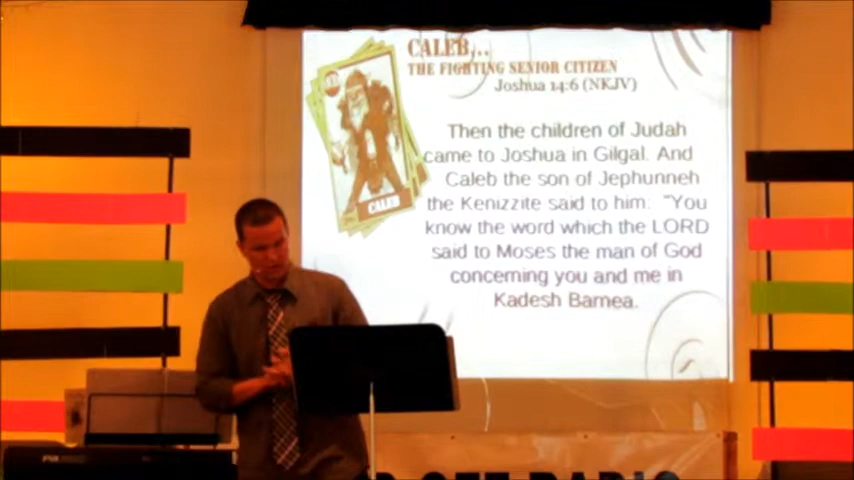 CALEB...
THE FIGHTING SENIOR CITIZEN
Joshua 14:6 (NKJV)
Then the children of Judah
came to Joshua in Gilgal. And
Caleb the son of Jephunneh
the Kenizzite said to him: "You
know the word which the LORD
said to Moses the man of God
concerning you and me in
Kadesh Barnea.
CALEB